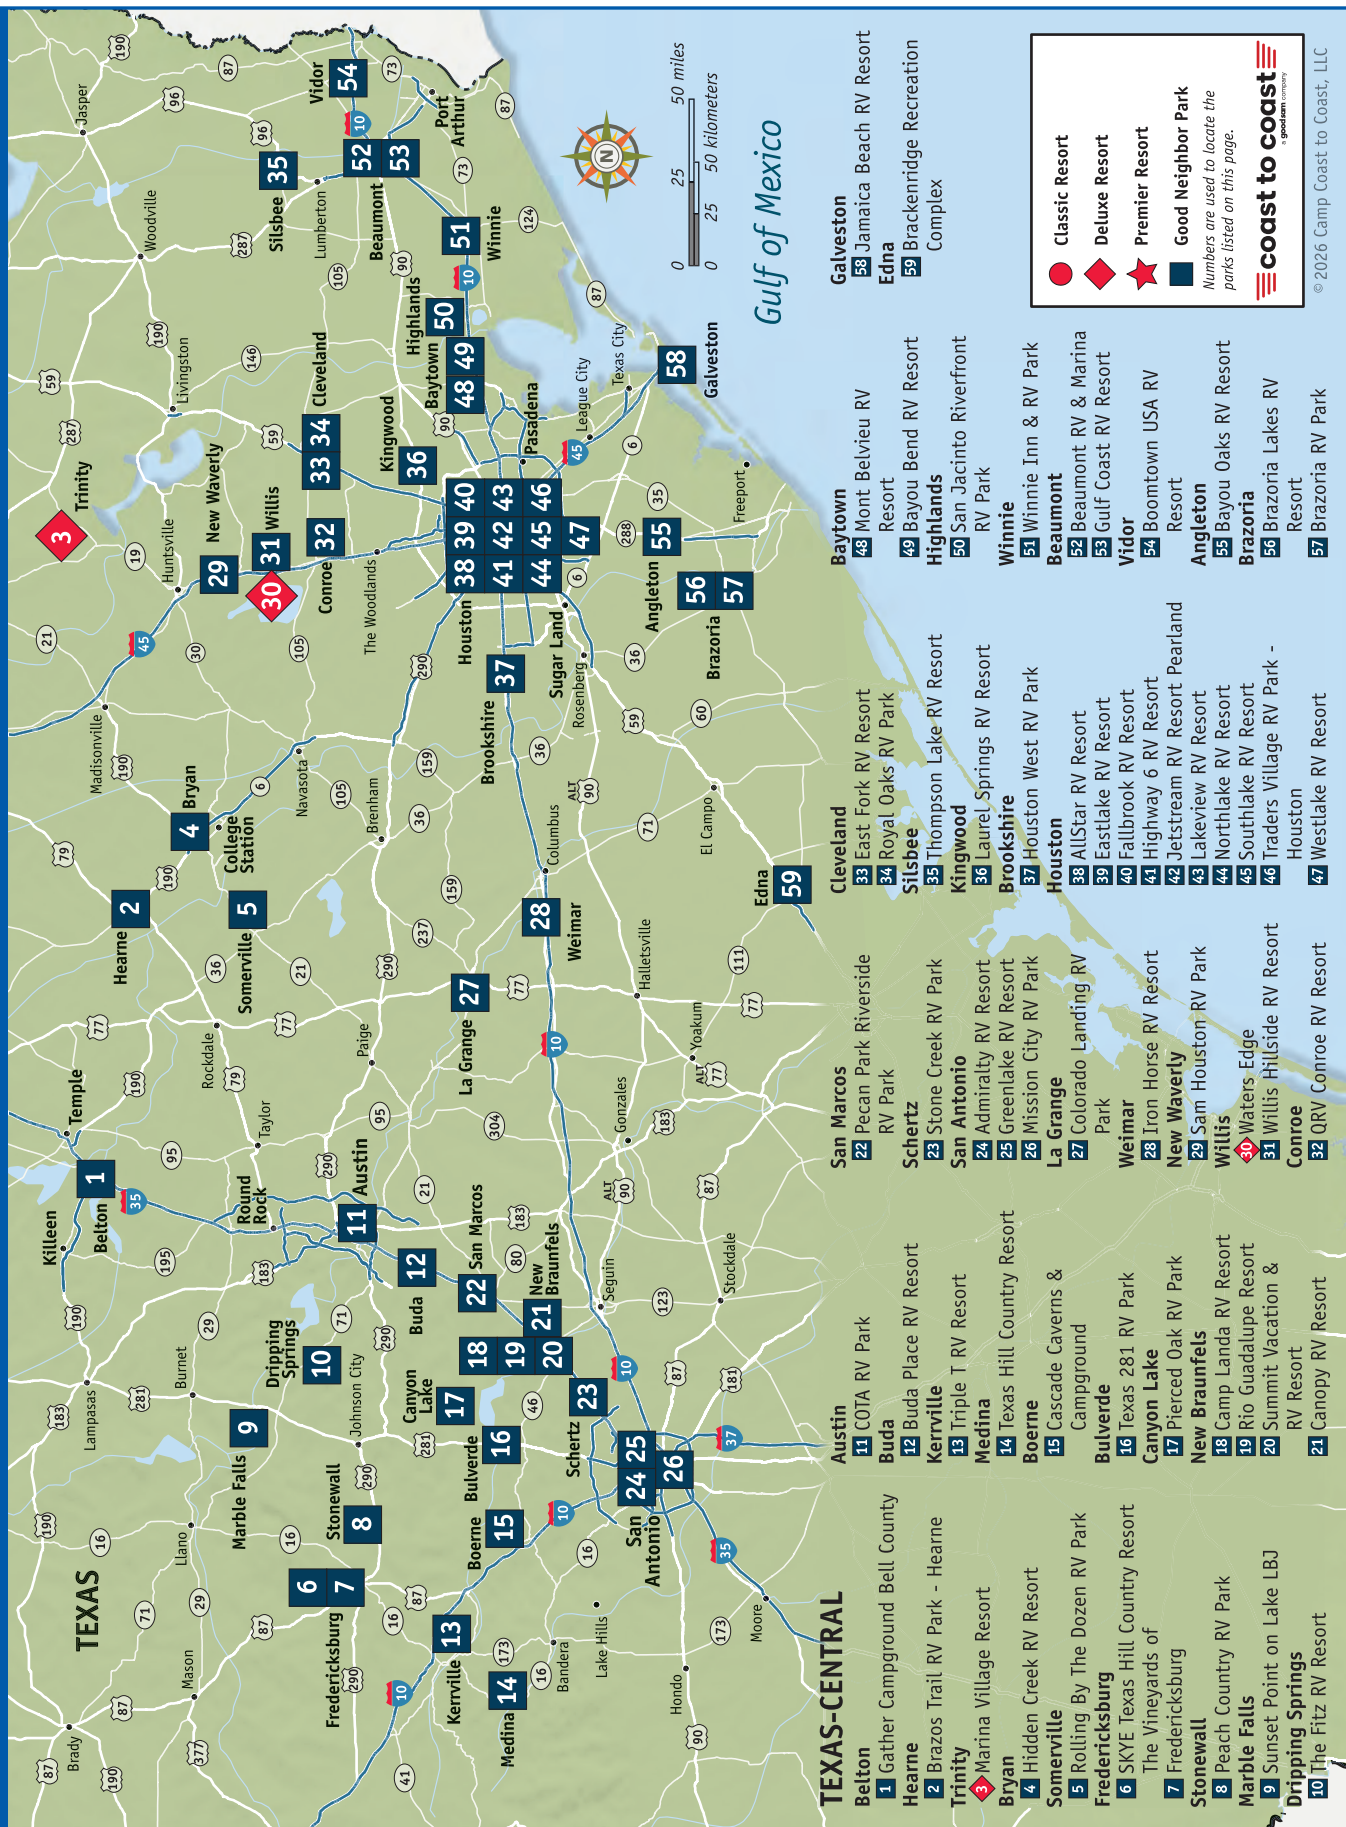 TEXAS
Gulf of Mexico
Brady
Mason
Llano
Lampasas
Burnet
Killeen
Belton
Temple
Marble Falls
Stonewall
Fredericksburg
Johnson City
Dripping Springs
Round Rock
Taylor
Rockdale
Hearne
Bryan
College Station
Somerville
Madisonville
Navasota
Brenham
Huntsville
Trinity
New Waverly
Willis
Conroe
The Woodlands
Livingston
Cleveland
Woodville
Jasper
Silsbee
Lumberton
Vidor
Beaumont
Port Arthur
Winnie
Highlands
Baytown
Kingwood
Pasadena
Houston
League City
Texas City
Galveston
Sugar Land
Rosenberg
Brookshire
Angleton
Brazoria
Freeport
El Campo
Edna
Columbus
Weimar
Hallettsville
Yoakum
La Grange
Paige
Austin
Buda
San Marcos
New Braunfels
Canyon Lake
Bulverde
Boerne
Schertz
San Antonio
Seguin
Gonzales
Stockdale
Kerrville
Medina
Bandera
Lake Hills
Hondo
Moore
N
0 25 50 miles
0 25 50 kilometers
TEXAS-CENTRAL
Belton
1 Gather Campground Bell County
Hearne
2 Brazos Trail RV Park - Hearne
Trinity
3 Marina Village Resort
Bryan
4 Hidden Creek RV Resort
Somerville
5 Rolling By The Dozen RV Park
Fredericksburg
6 SKYE Texas Hill Country Resort
The Vineyards of
7 Fredericksburg
Stonewall
8 Peach Country RV Park
Marble Falls
9 Sunset Point on Lake LBJ
Dripping Springs
10 The Fitz RV Resort
Austin
11 COTA RV Park
Buda
12 Buda Place RV Resort
Kerrville
13 Triple T RV Resort
Medina
14 Texas Hill Country Resort
Boerne
15 Cascade Caverns &
Campground
Bulverde
16 Texas 281 RV Park
Canyon Lake
17 Pierced Oak RV Park
New Braunfels
18 Camp Landa RV Resort
19 Rio Guadalupe Resort
20 Summit Vacation &
RV Resort
21 Canopy RV Resort
San Marcos
22 Pecan Park Riverside
RV Park
Schertz
23 Stone Creek RV Park
San Antonio
24 Admiralty RV Resort
25 Greenlake RV Resort
26 Mission City RV Park
La Grange
27 Colorado Landing RV
Park
Weimar
28 Iron Horse RV Resort
New Waverly
29 Sam Houston RV Park
Willis
30 Waters Edge
31 Willis Hillside RV Resort
Conroe
32 QRV Conroe RV Resort
Cleveland
33 East Fork RV Resort
34 Royal Oaks RV Park
Silsbee
35 Thompson Lake RV Resort
Kingwood
36 Laurel Springs RV Resort
Brookshire
37 Houston West RV Park
Houston
38 AllStar RV Resort
39 Eastlake RV Resort
40 Fallbrook RV Resort
41 Highway 6 RV Resort
42 Jetstream RV Resort Pearland
43 Lakeview RV Resort
44 Northlake RV Resort
45 Southlake RV Resort
46 Traders Village RV Park -
Houston
47 Westlake RV Resort
Baytown
48 Mont Belvieu RV
Resort
49 Bayou Bend RV Resort
Highlands
50 San Jacinto Riverfront
RV Park
Winnie
51 Winnie Inn & RV Park
Beaumont
52 Beaumont RV & Marina
53 Gulf Coast RV Resort
Vidor
54 Boomtown USA RV
Resort
Angleton
55 Bayou Oaks RV Resort
Brazoria
56 Brazoria Lakes RV
Resort
57 Brazoria RV Park
Galveston
58 Jamaica Beach RV Resort
Edna
59 Brackenridge Recreation
Complex
Classic Resort
Deluxe Resort
Premier Resort
Good Neighbor Park
Numbers are used to locate the
parks listed on this page.
coast to coast
a good sam company
© 2026 Camp Coast to Coast, LLC